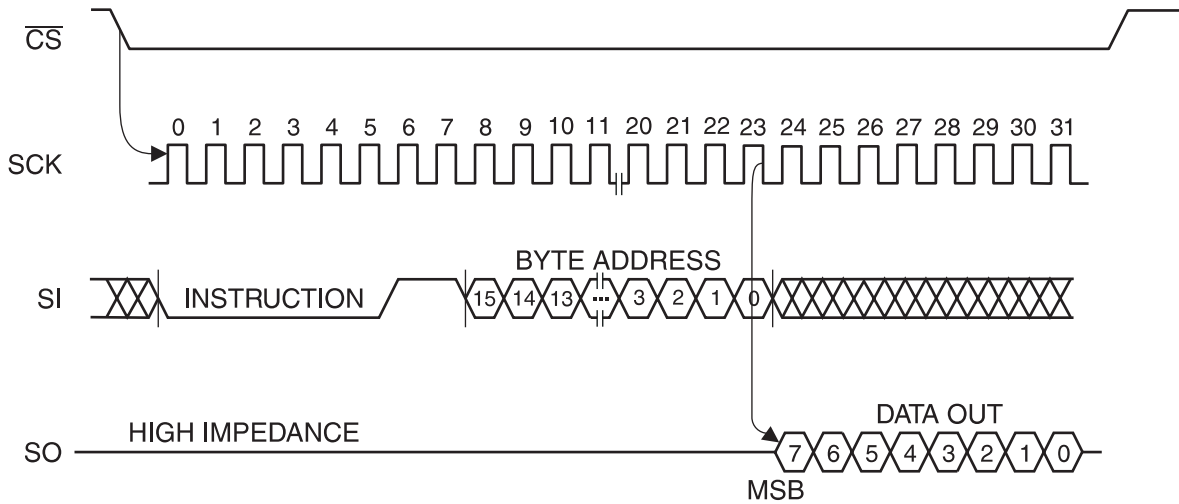 CS
0 1 2 3 4 5 6 7 8 9 10 11 20 21 22 23 24 25 26 27 28 29 30 31
SCK
BYTE ADDRESS
SI INSTRUCTION 15 14 13 ... 3 2 1 0
DATA OUT
HIGH IMPEDANCE
SO 7 6 5 4 3 2 1 0
MSB